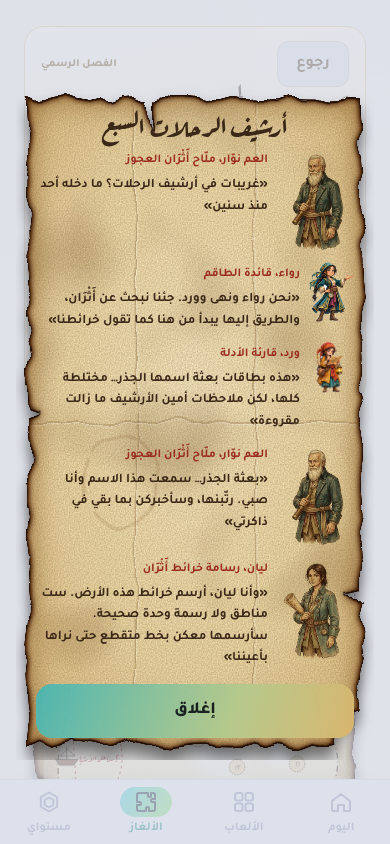 رجوع
الفصل الرسمي
أرشيف الرحلات السبع
العم نوّار، ملّاح أَثْرَان العجوز
«غريبات في أرشيف الرحلات؟ ما دخله أحد
منذ سنين»
رواء، قائدة الطاقم
«نحن رواء ونهى وورد. جئنا نبحث عن أَثْرَان،
والطريق إليها يبدأ من هنا كما تقول خرائطنا»
ورد، قارئة الأدلة
«هذه بطاقات بعثة اسمها الجذر… مختلطة
كلها، لكن ملاحظات أمين الأرشيف ما زالت
مقروءة»
العم نوّار، ملّاح أَثْرَان العجوز
«بعثة الجذر… سمعت هذا الاسم وأنا
صبي. رتّبنها، وسأخبركن بما بقي في
ذاكرتي»
ليان، رسامة خرائط أَثْرَان
«وأنا ليان، أرسم خرائط هذه الأرض. ست
مناطق ولا رسمة وحدة صحيحة.
سأرسمها معكن بخط متقطع حتى نراها
بأعيننا»
إغلاق
اليوم
الألعاب
الألغاز
مستواي